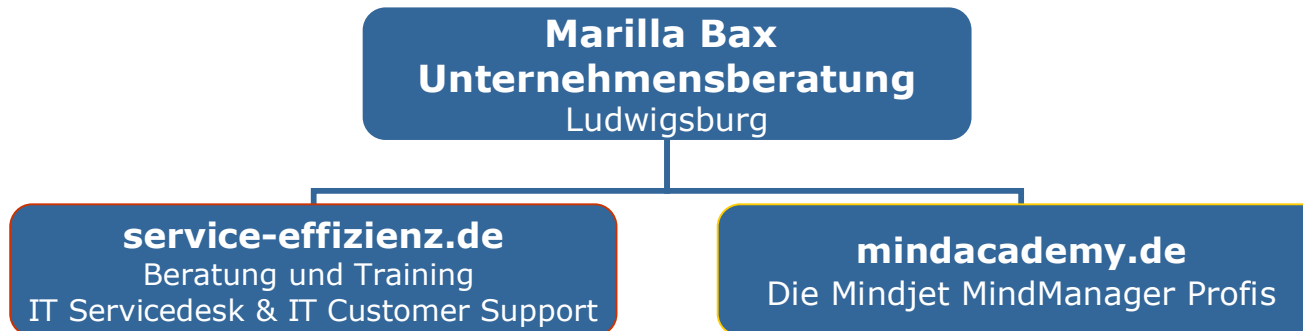 Marilla Bax
Unternehmensberatung
Ludwigsburg
service-effizienz.de
Beratung und Training
IT Servicedesk & IT Customer Support
mindacademy.de
Die Mindjet MindManager Profis